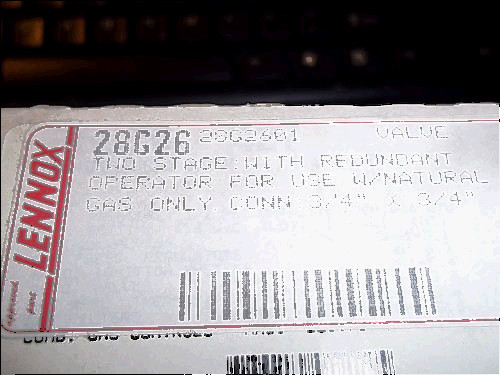 LENNOX
28G26 28G2601 VALVE
TWO STAGE:WITH REDUNDANT
OPERATOR FOR USE W/NATURAL
GAS ONLY. CONN 3/4" X 3/4"